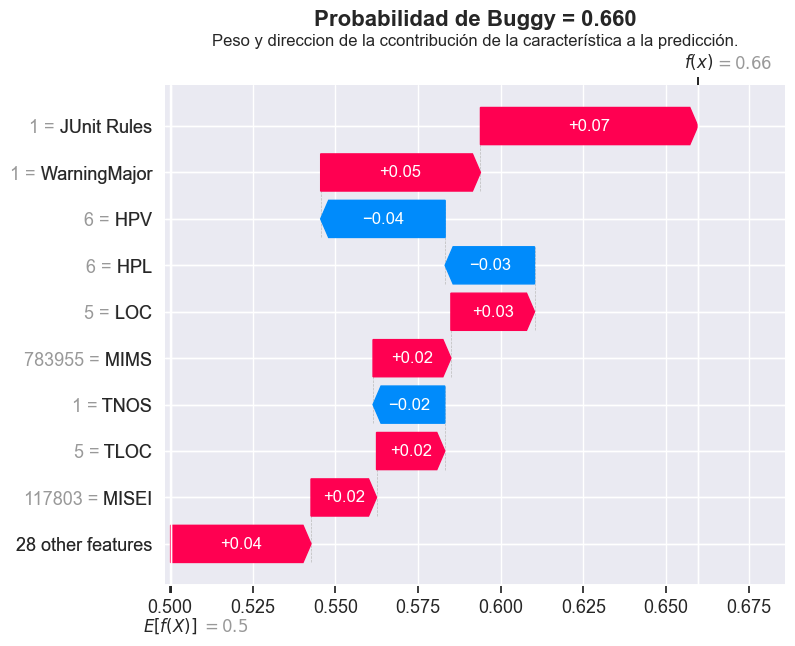 Probabilidad de Buggy = 0.660
Peso y direccion de la ccontribución de la característica a la predicción.
f(x) = 0.66
1 = JUnit Rules +0.07
1 = WarningMajor +0.05
6 = HPV −0.04
6 = HPL −0.03
5 = LOC +0.03
783955 = MIMS +0.02
1 = TNOS −0.02
5 = TLOC +0.02
117803 = MISEI +0.02
28 other features +0.04
0.500 0.525 0.550 0.575 0.600 0.625 0.650 0.675
E[f(X)] = 0.5